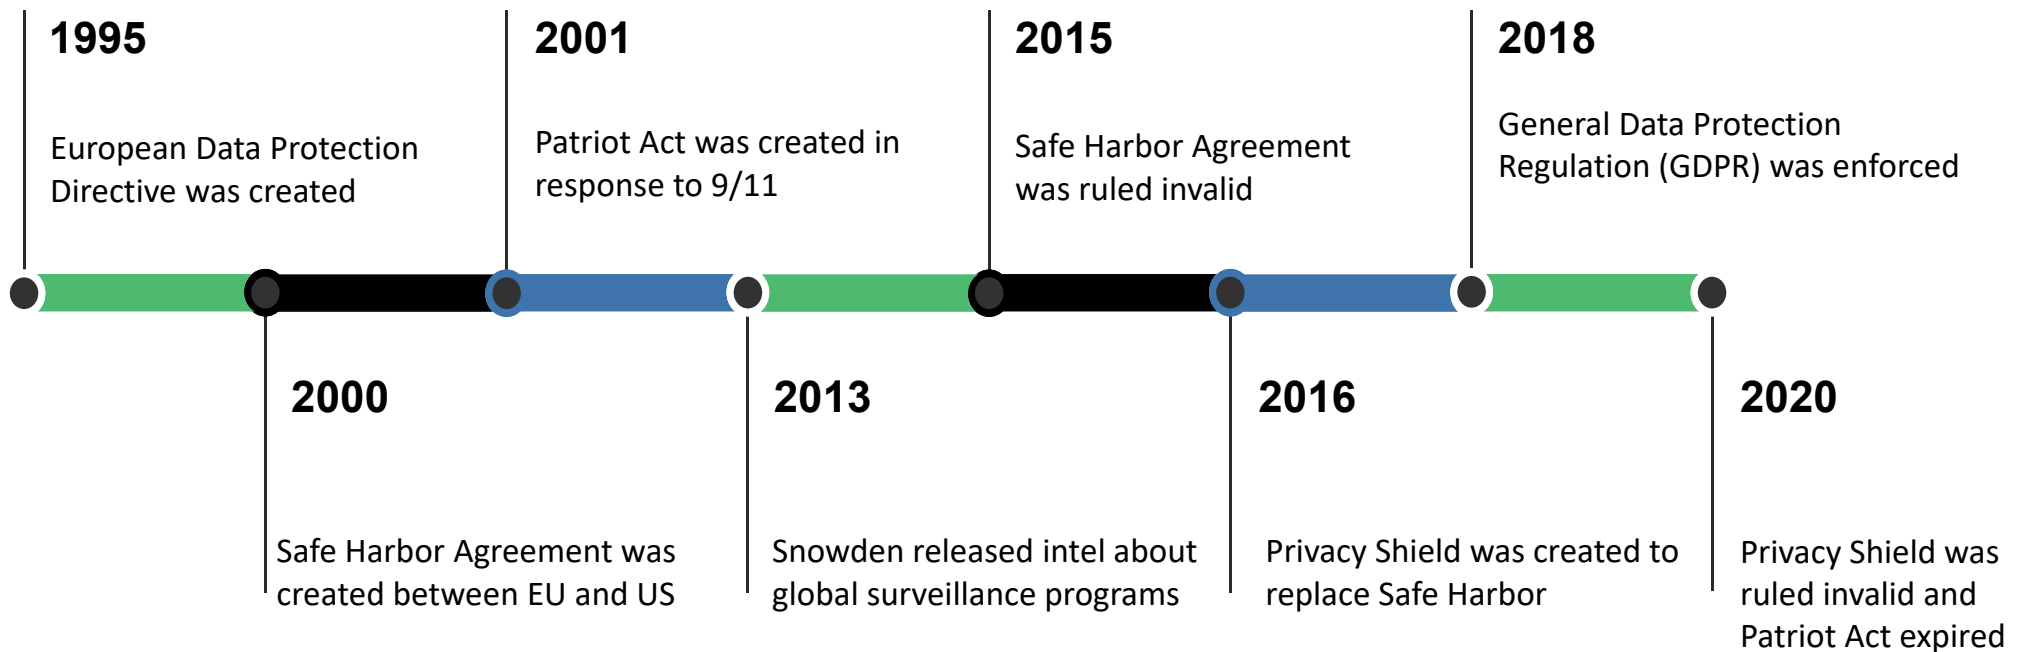 1995
European Data Protection
Directive was created
2000
Safe Harbor Agreement was
created between EU and US
2001
Patriot Act was created in
response to 9/11
2013
Snowden released intel about
global surveillance programs
2015
Safe Harbor Agreement
was ruled invalid
2016
Privacy Shield was created to
replace Safe Harbor
2018
General Data Protection
Regulation (GDPR) was enforced
2020
Privacy Shield was
ruled invalid and
Patriot Act expired